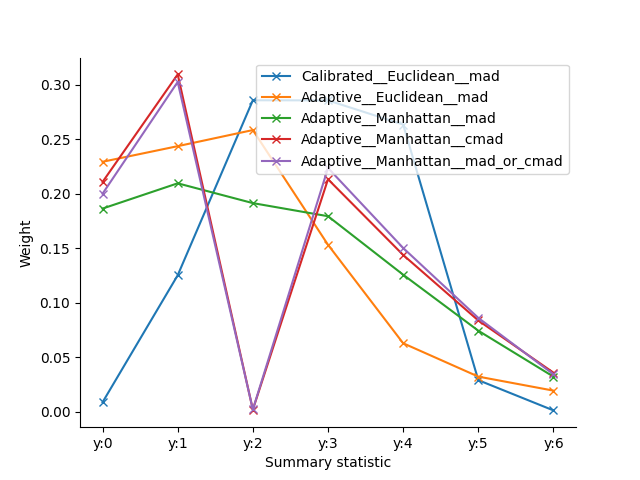 Calibrated__Euclidean__mad
Adaptive__Euclidean__mad
Adaptive__Manhattan__mad
Adaptive__Manhattan__cmad
Adaptive__Manhattan__mad_or_cmad
0.30
0.25
0.20
0.15
0.10
0.05
0.00
Weight
y:0 y:1 y:2 y:3 y:4 y:5 y:6
Summary statistic